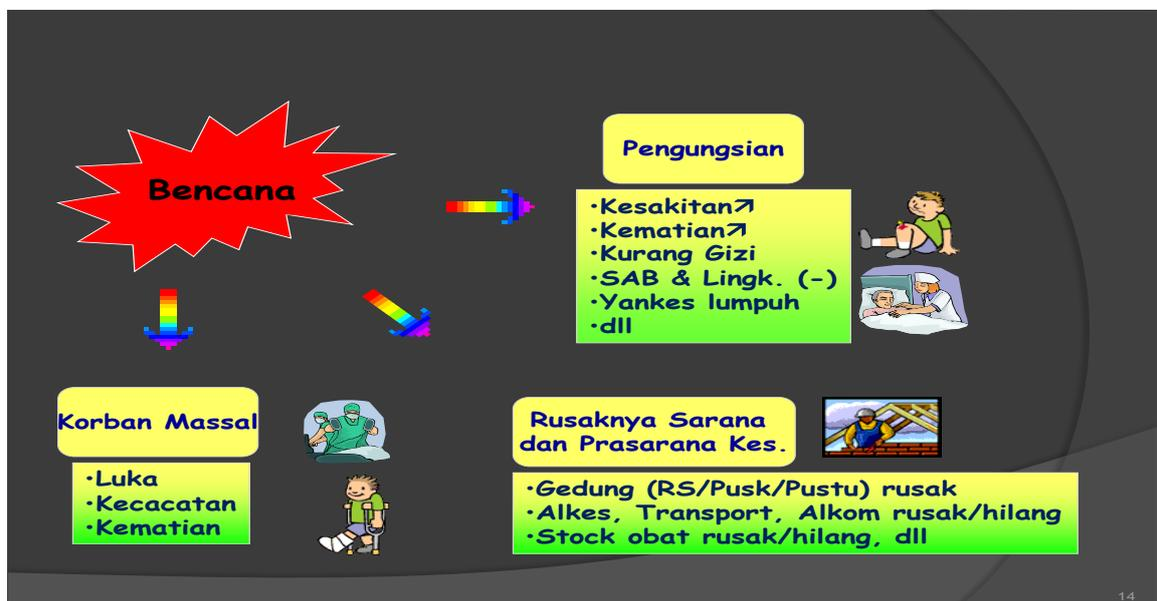 Bencana
Pengungsian
•Kesakitan↗
•Kematian↗
•Kurang Gizi
•SAB & Lingk. (-)
•Yankes lumpuh
•dll
Korban Massal
•Luka
•Kecacatan
•Kematian
Rusaknya Sarana
dan Prasarana Kes.
•Gedung (RS/Pusk/Pustu) rusak
•Alkes, Transport, Alkom rusak/hilang
•Stock obat rusak/hilang, dll
14